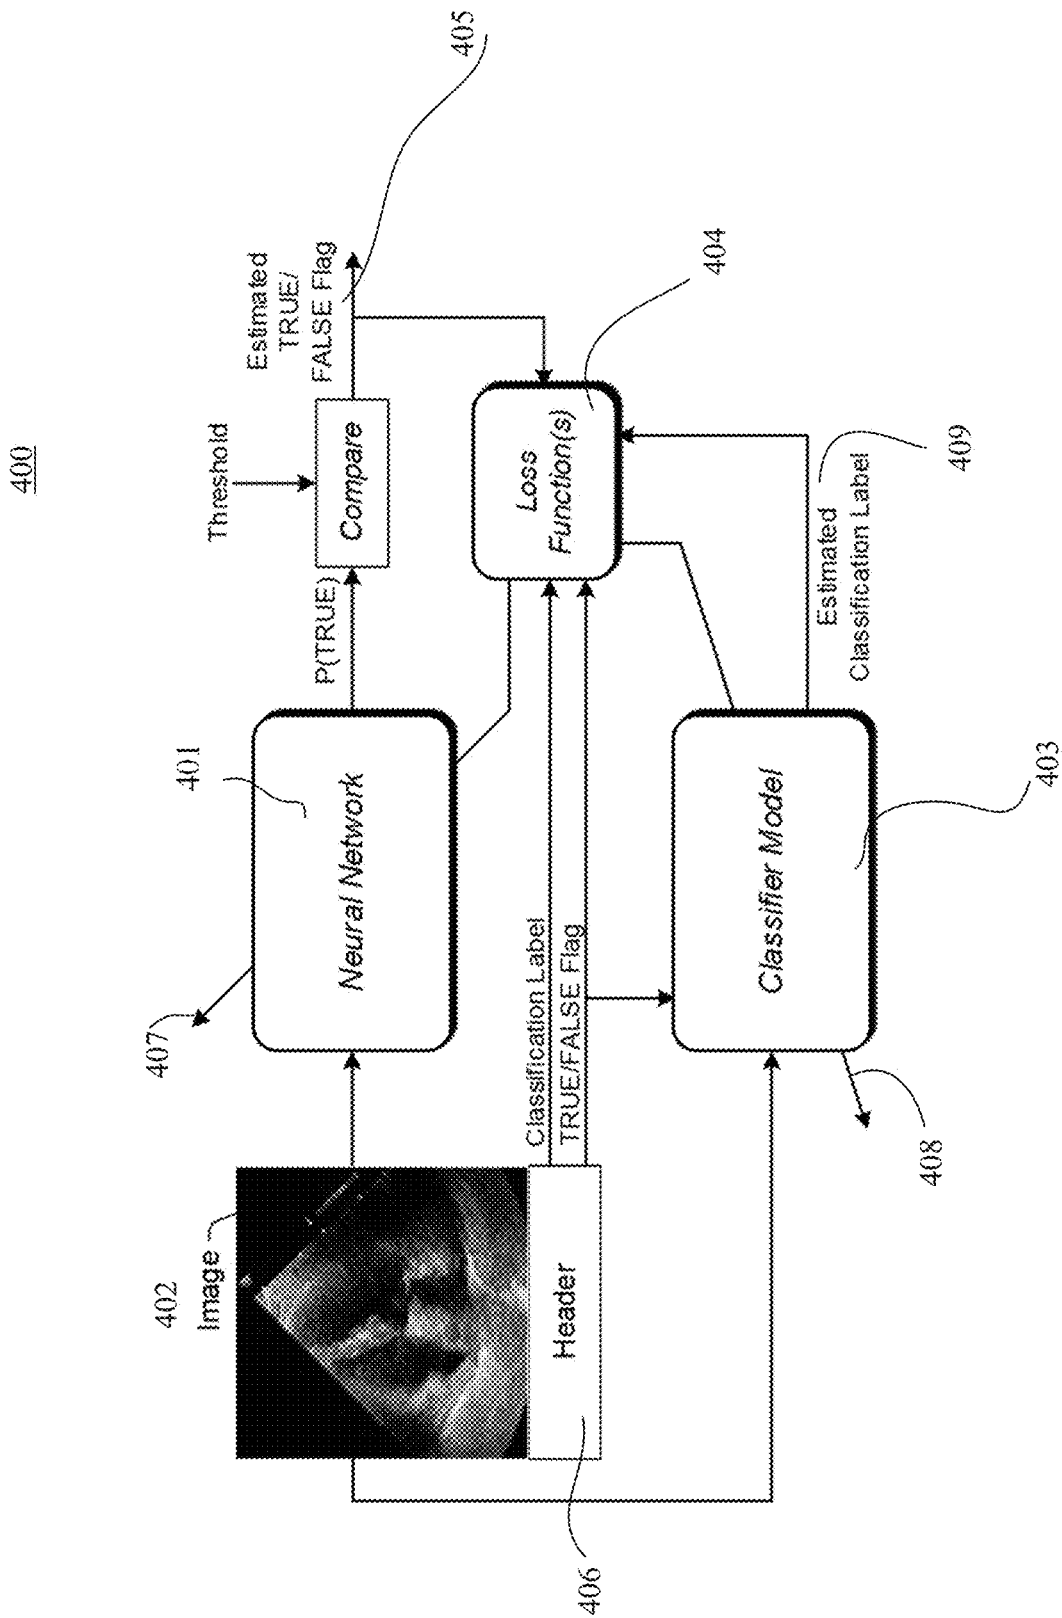 400
402
Image
Header
406
407
401
Neural Network
P(TRUE)
Threshold
Compare
Estimated
TRUE/
FALSE Flag
405
Classification Label
TRUE/FALSE Flag
Loss
Function(s)
404
Classifier Model
403
408
Estimated
Classification Label
409